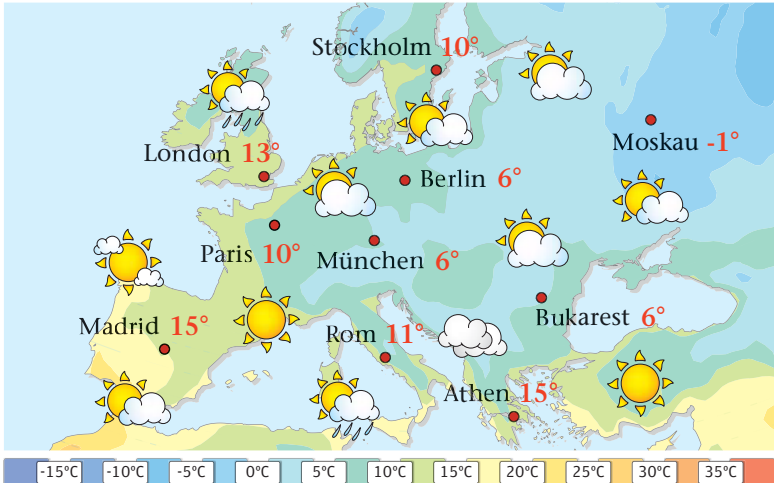 Stockholm 10°
Moskau -1°
London 13°
Berlin 6°
Paris 10°
München 6°
Bukarest 6°
Madrid 15°
Rom 11°
Athen 15°
-15°C -10°C -5°C 0°C 5°C 10°C 15°C 20°C 25°C 30°C 35°C